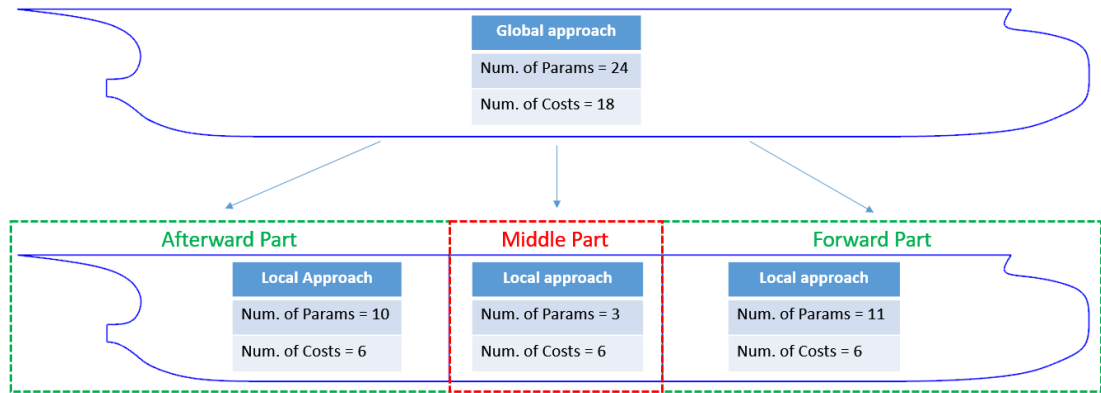 Global approach
Num. of Params = 24
Num. of Costs = 18
Afterward Part
Middle Part
Forward Part
Local Approach
Local approach
Local approach
Num. of Params = 10
Num. of Params = 3
Num. of Params = 11
Num. of Costs = 6
Num. of Costs = 6
Num. of Costs = 6